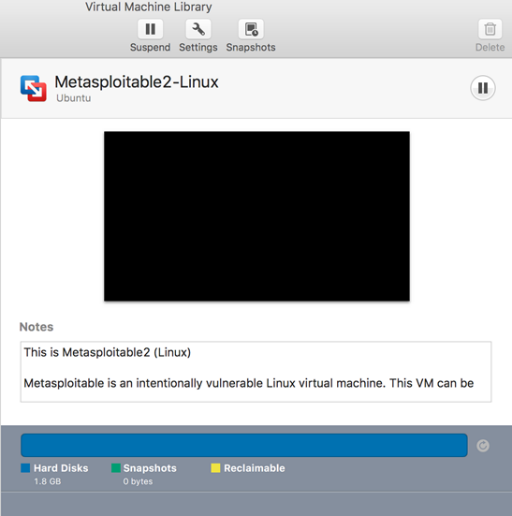 Virtual Machine Library
Suspend Settings Snapshots Delete
Metasploitable2-Linux
Ubuntu
Notes
This is Metasploitable2 (Linux)
Metasploitable is an intentionally vulnerable Linux virtual machine. This VM can be
Hard Disks Snapshots Reclaimable
1.8 GB 0 bytes